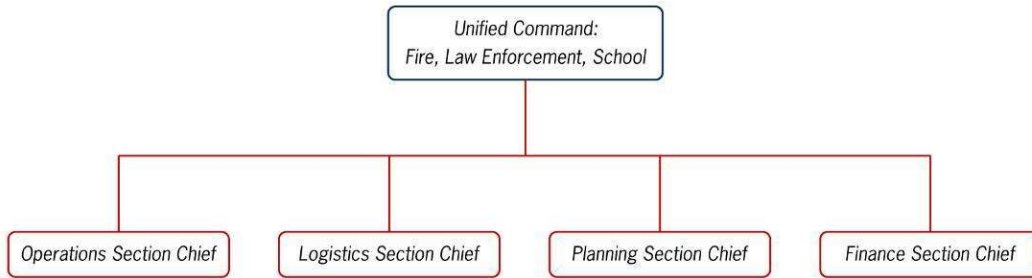 Unified Command:
Fire, Law Enforcement, School
Operations Section Chief
Logistics Section Chief
Planning Section Chief
Finance Section Chief